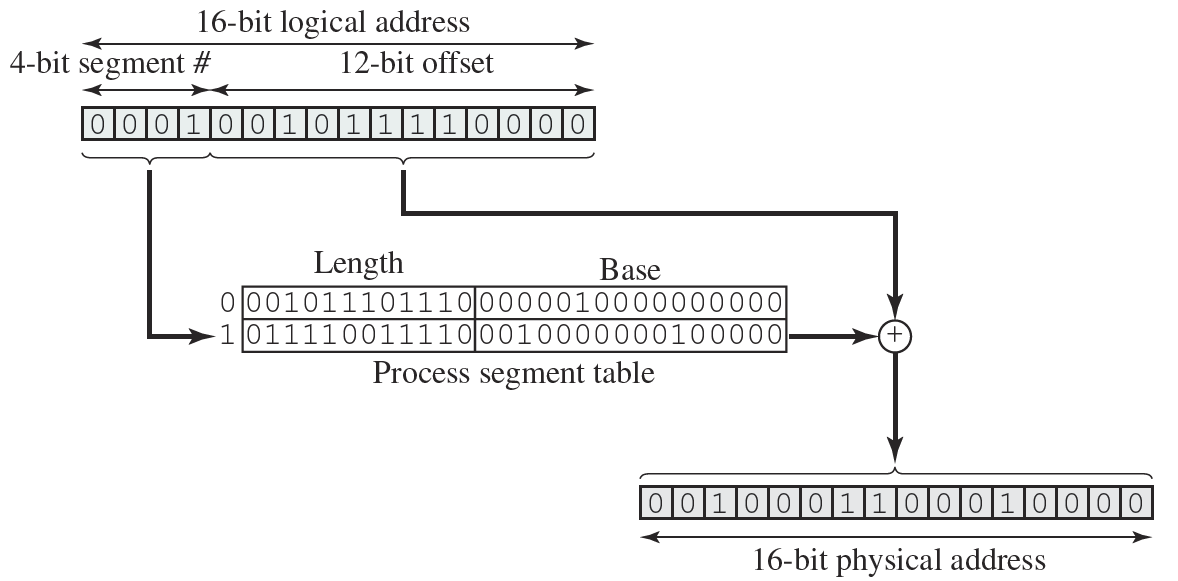 16-bit logical address
4-bit segment # 12-bit offset
0 0 0 1 0 0 1 0 1 1 1 1 0 0 0 0
Length Base
0 001011101110 0000010000000000
1 011110011110 0010000000100000
Process segment table
+
0 0 1 0 0 0 1 1 0 0 0 1 0 0 0 0
16-bit physical address